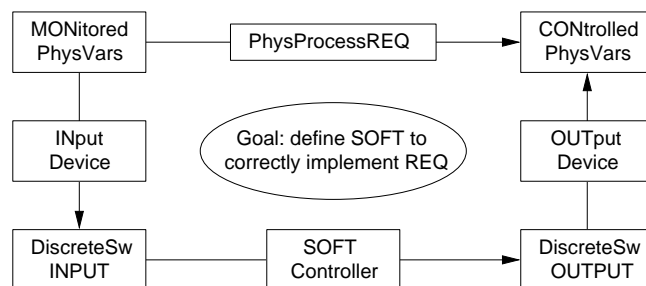 MONitored
PhysVars
PhysProcessREQ
CONtrolled
PhysVars
INput
Device
Goal: define SOFT to
correctly implement REQ
OUTput
Device
DiscreteSw
INPUT
SOFT
Controller
DiscreteSw
OUTPUT